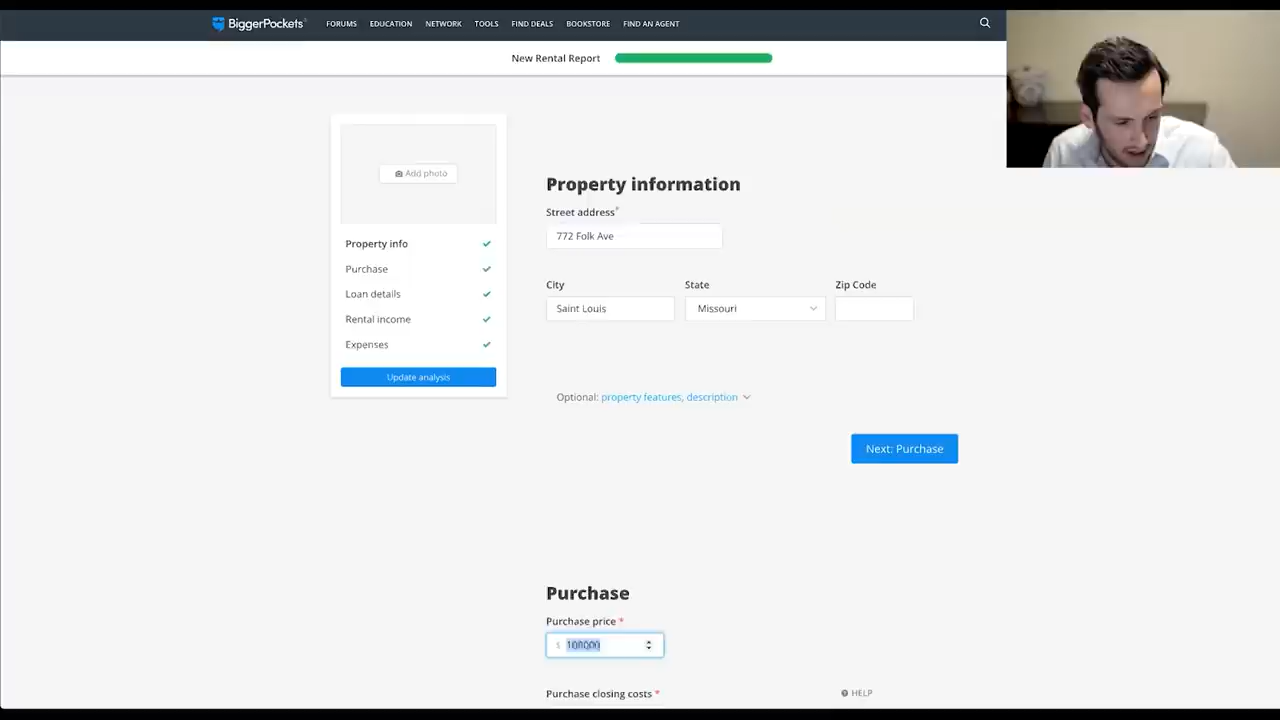 BiggerPockets
FORUMS EDUCATION NETWORK TOOLS FIND DEALS BOOKSTORE FIND AN AGENT
New Rental Report
Add photo
Property info
Purchase
Loan details
Rental income
Expenses
Update analysis
Property information
Street address*
772 Folk Ave
City State Zip Code
Saint Louis Missouri
Optional: property features, description
Next: Purchase
Purchase
Purchase price *
$
Purchase closing costs * HELP